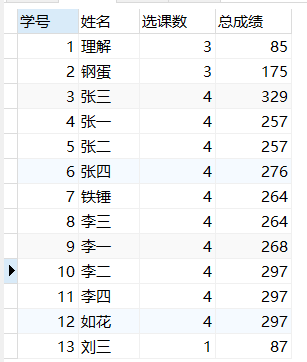 学号 姓名 选课数 总成绩
1 理解 3 85
2 钢蛋 3 175
3 张三 4 329
4 张一 4 257
5 张二 4 257
6 张四 4 276
7 铁锤 4 264
8 李三 4 264
9 李一 4 268
10 李二 4 297
11 李四 4 297
12 如花 4 297
13 刘三 1 87